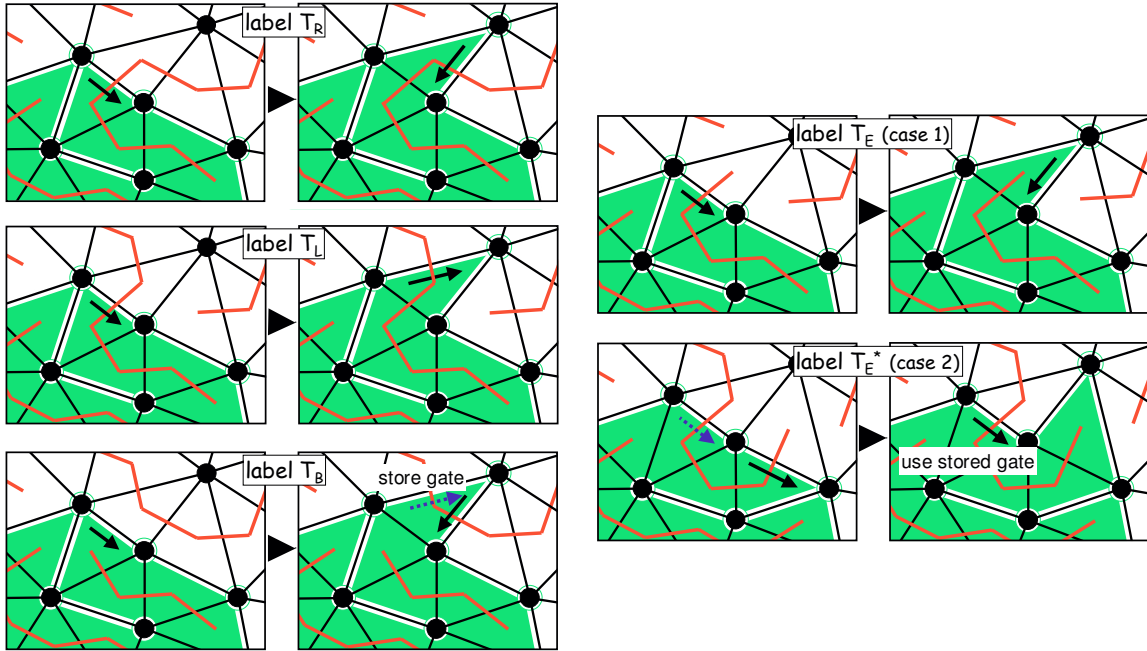 label T_R
label T_L
label T_B
store gate
label T_E (case 1)
label T_E^* (case 2)
use stored gate